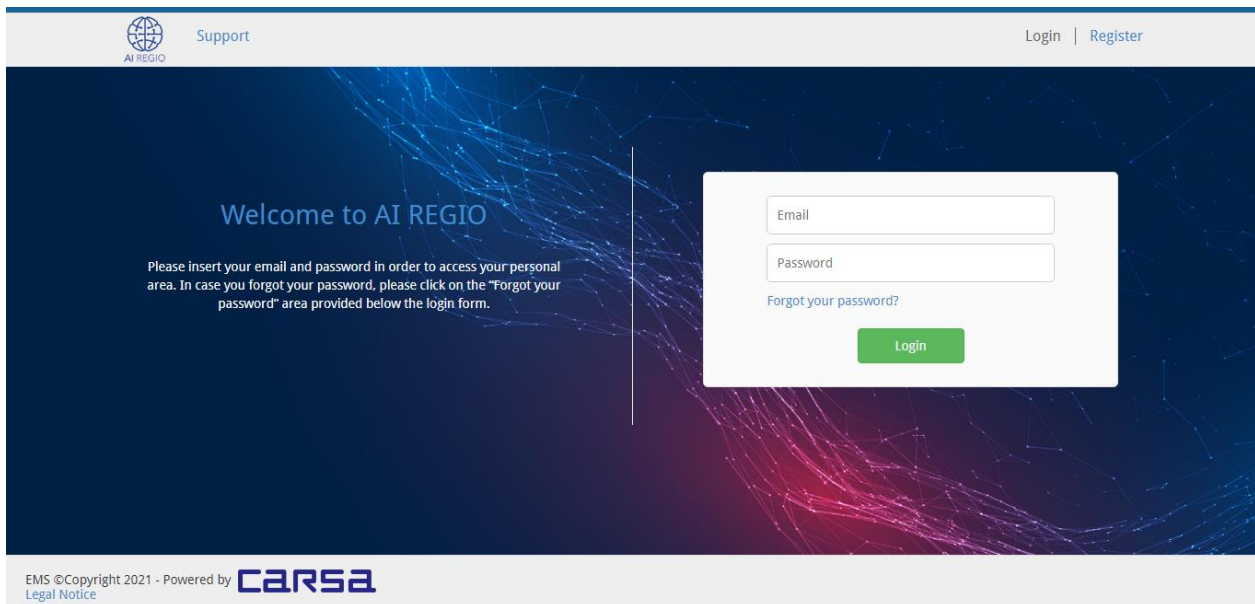 AI REGIO
Support
Login | Register
Welcome to AI REGIO
Please insert your email and password in order to access your personal
area. In case you forgot your password, please click on the “Forgot your
password” area provided below the login form.
Email
Password
Forgot your password?
Login
EMS ©Copyright 2021 - Powered by carsa
Legal Notice